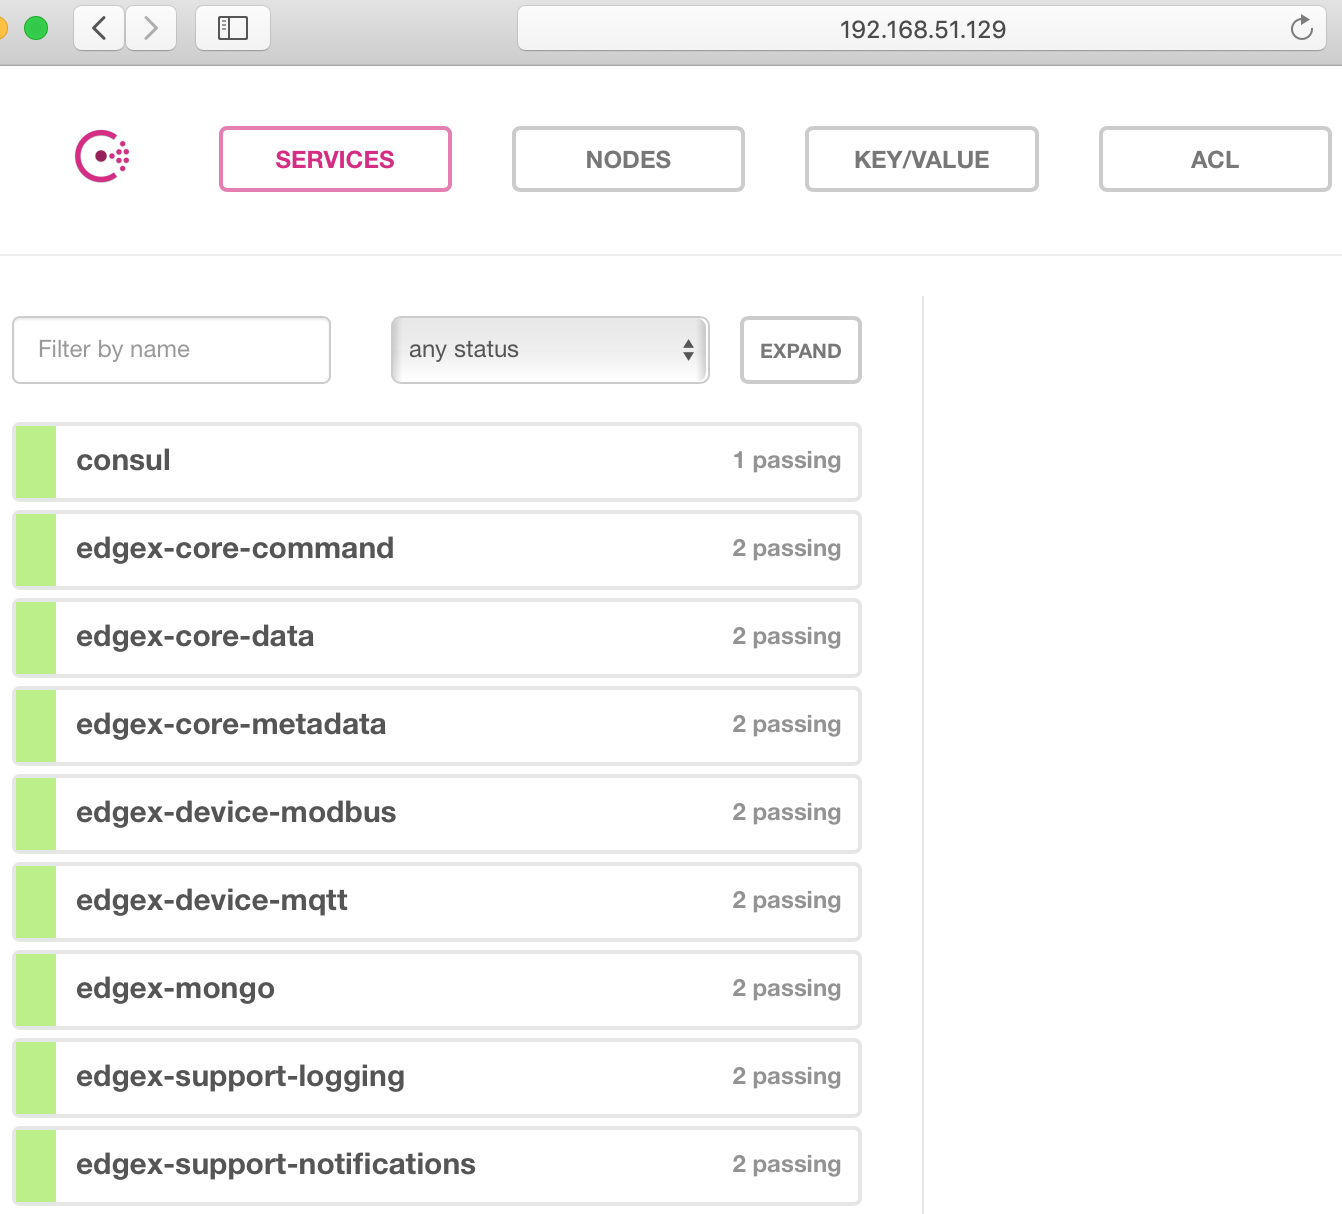 192.168.51.129
SERVICES NODES KEY/VALUE ACL
Filter by name any status EXPAND
consul 1 passing
edgex-core-command 2 passing
edgex-core-data 2 passing
edgex-core-metadata 2 passing
edgex-device-modbus 2 passing
edgex-device-mqtt 2 passing
edgex-mongo 2 passing
edgex-support-logging 2 passing
edgex-support-notifications 2 passing